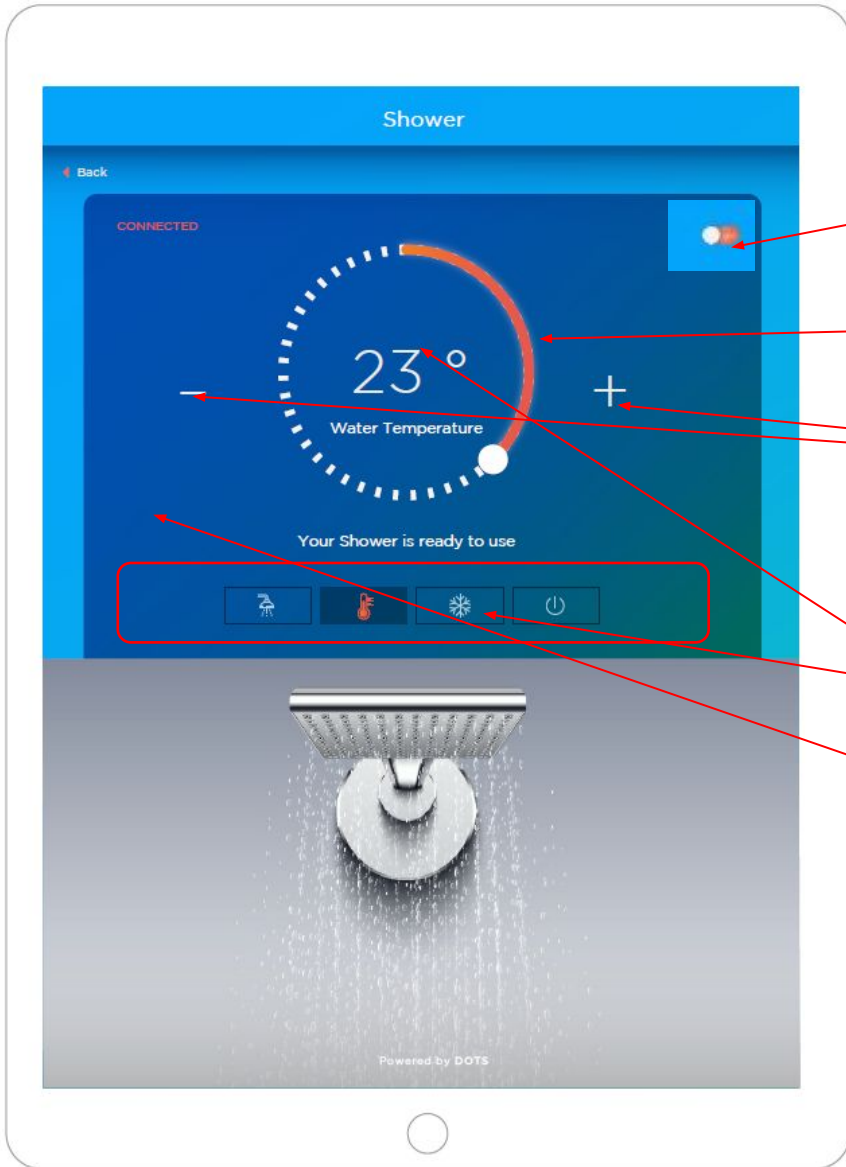 Shower
Back
CONNECTED
23 °
Water Temperature
Your Shower is ready to use
Powered by DOTS